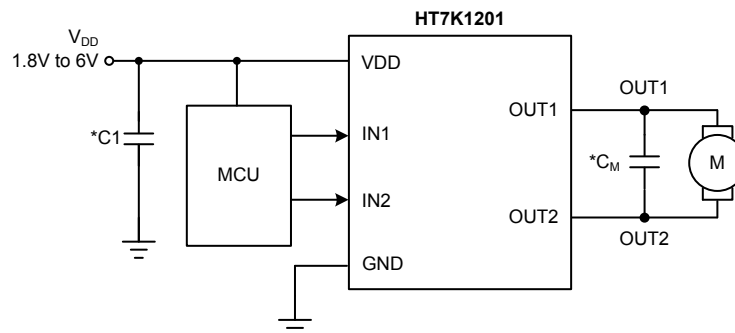 HT7K1201
V_DD
1.8V to 6V
VDD
*C1
MCU
IN1
IN2
GND
OUT1
OUT2
OUT1
*C_M
M
OUT2